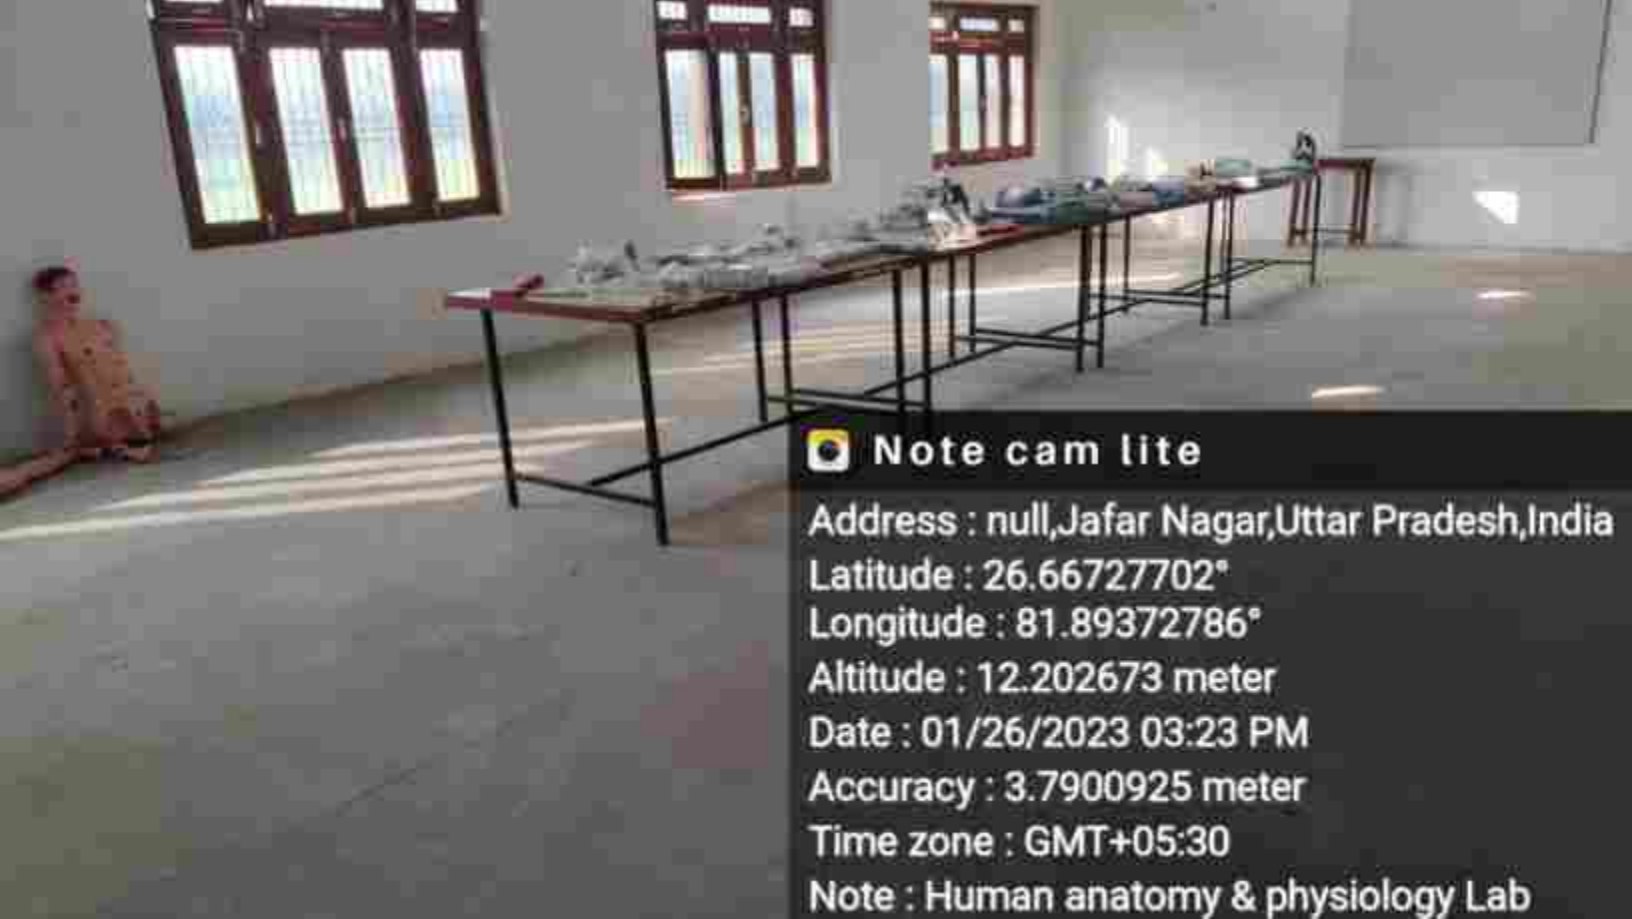 Note cam lite
Address : null,Jafar Nagar,Uttar Pradesh,India
Latitude : 26.66727702°
Longitude : 81.89372786°
Altitude : 12.202673 meter
Date : 01/26/2023 03:23 PM
Accuracy : 3.7900925 meter
Time zone : GMT+05:30
Note : Human anatomy & physiology Lab